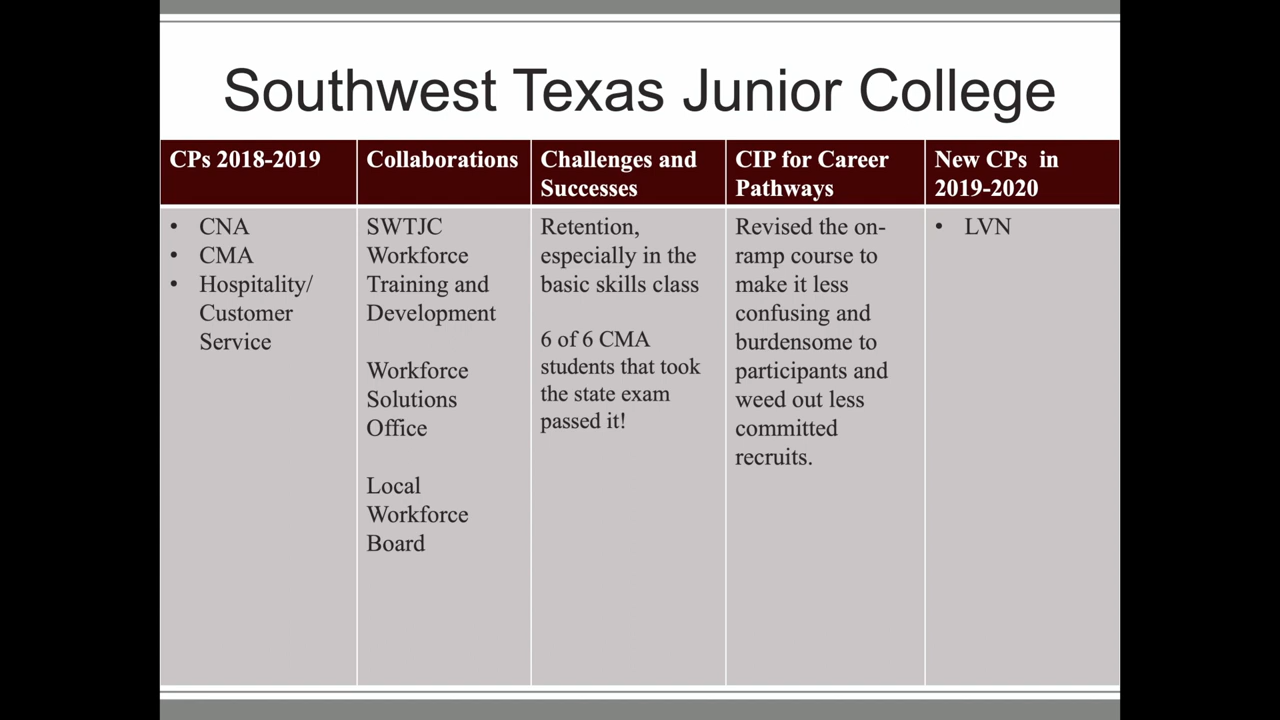 Southwest Texas Junior College
CPs 2018-2019
Collaborations
Challenges and
Successes
CIP for Career
Pathways
New CPs in
2019-2020
• CNA
• CMA
• Hospitality/
Customer
Service
SWTJC
Workforce
Training and
Development
Workforce
Solutions
Office
Local
Workforce
Board
Retention,
especially in the
basic skills class
6 of 6 CMA
students that took
the state exam
passed it!
Revised the on-
ramp course to
make it less
confusing and
burdensome to
participants and
weed out less
committed
recruits.
• LVN